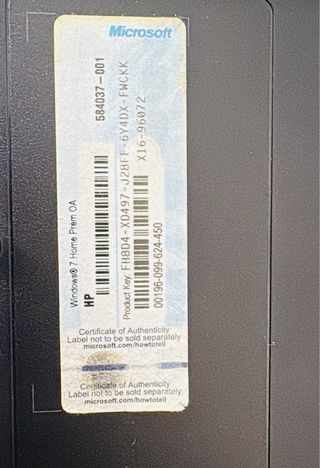 Microsoft
Windows® 7 Home Prem OA
HP
584037-001
Product Key: FH8D4-XD497-J28FF-6Y4DX-FWCKK
X16-96072
00196-099-624-450
Certificate of Authenticity
Label not to be sold separately
microsoft.com/howtotell
Certificate of Authenticity
Label not to be sold separately
microsoft.com/howtotell